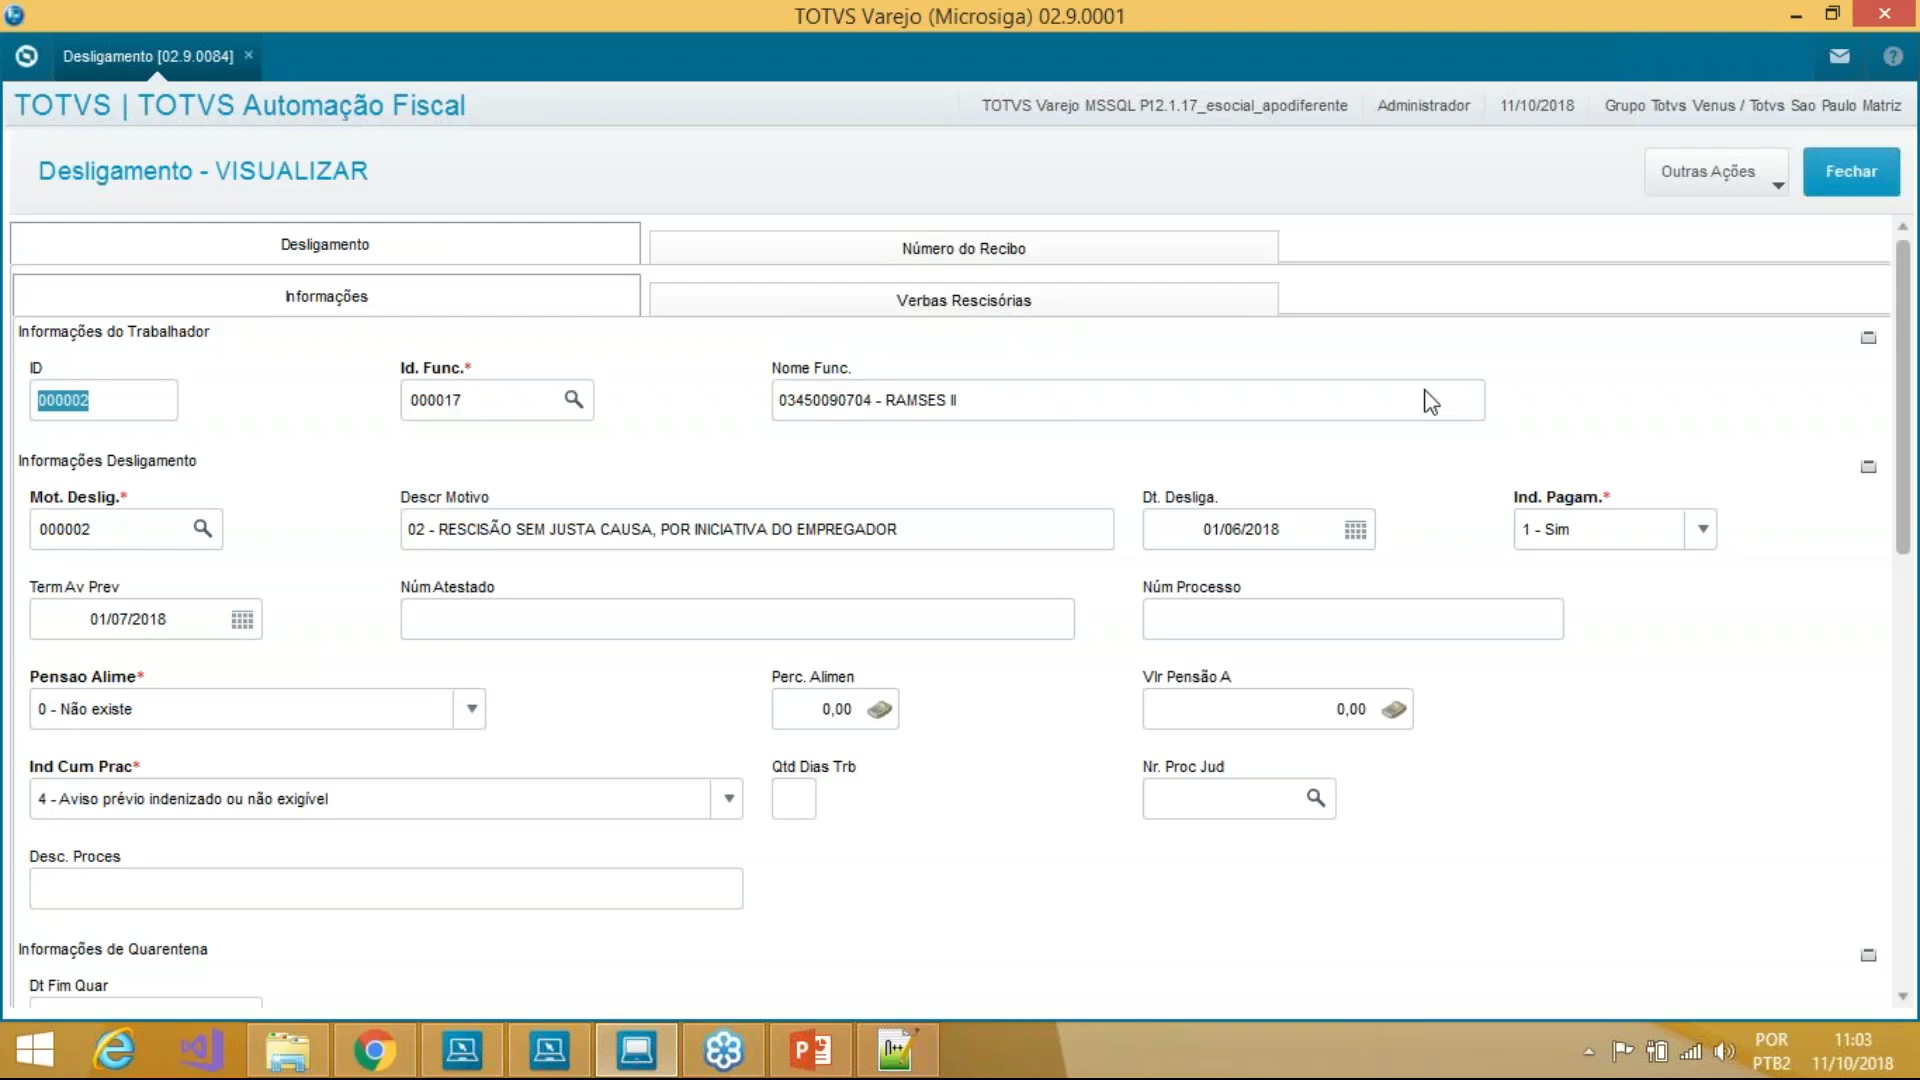 TOTVS Varejo (Microsiga) 02.9.0001
Desligamento [02.9.0084] ×
TOTVS | TOTVS Automação Fiscal
TOTVS Varejo MSSQL P12.1.17_esocial_apodiferente
Administrador
11/10/2018
Grupo Totvs Venus / Totvs Sao Paulo Matriz
Desligamento - VISUALIZAR
Outras Ações
Fechar
Desligamento
Número do Recibo
Informações
Verbas Rescisórias
Informações do Trabalhador
ID
Id. Func.*
Nome Func.
000002
000017
03450090704 - RAMSES II
Informações Desligamento
Mot. Deslig.*
Descr Motivo
Dt. Desliga.
Ind. Pagam.*
000002
02 - RESCISÃO SEM JUSTA CAUSA, POR INICIATIVA DO EMPREGADOR
01/06/2018
1 - Sim
Term Av Prev
Núm Atestado
Núm Processo
01/07/2018
Pensao Alime*
Perc. Alimen
Vlr Pensão A
0 - Não existe
0,00
0,00
Ind Cum Prac*
Qtd Dias Trb
Nr. Proc Jud
4 - Aviso prévio indenizado ou não exigível
Desc. Proces
Informações de Quarentena
Dt Fim Quar
POR
11:03
PTB2
11/10/2018